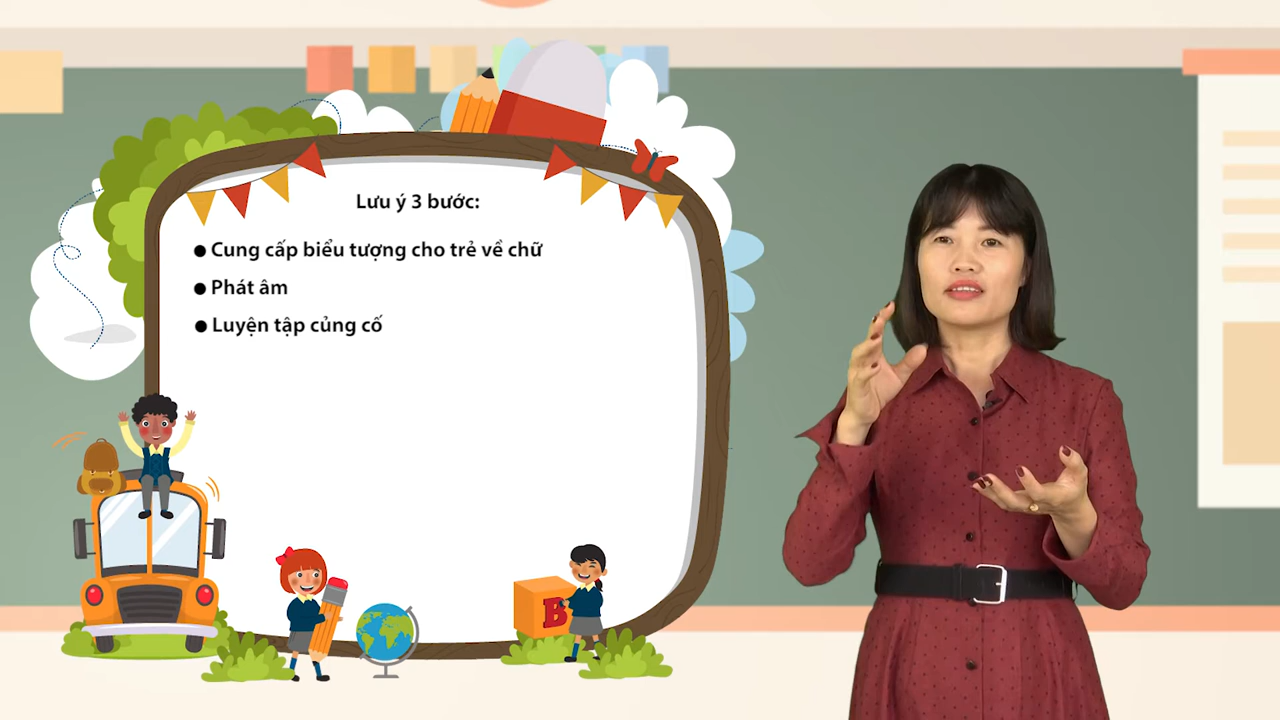 Lưu ý 3 bước:
● Cung cấp biểu tượng cho trẻ về chữ
● Phát âm
● Luyện tập củng cố
B